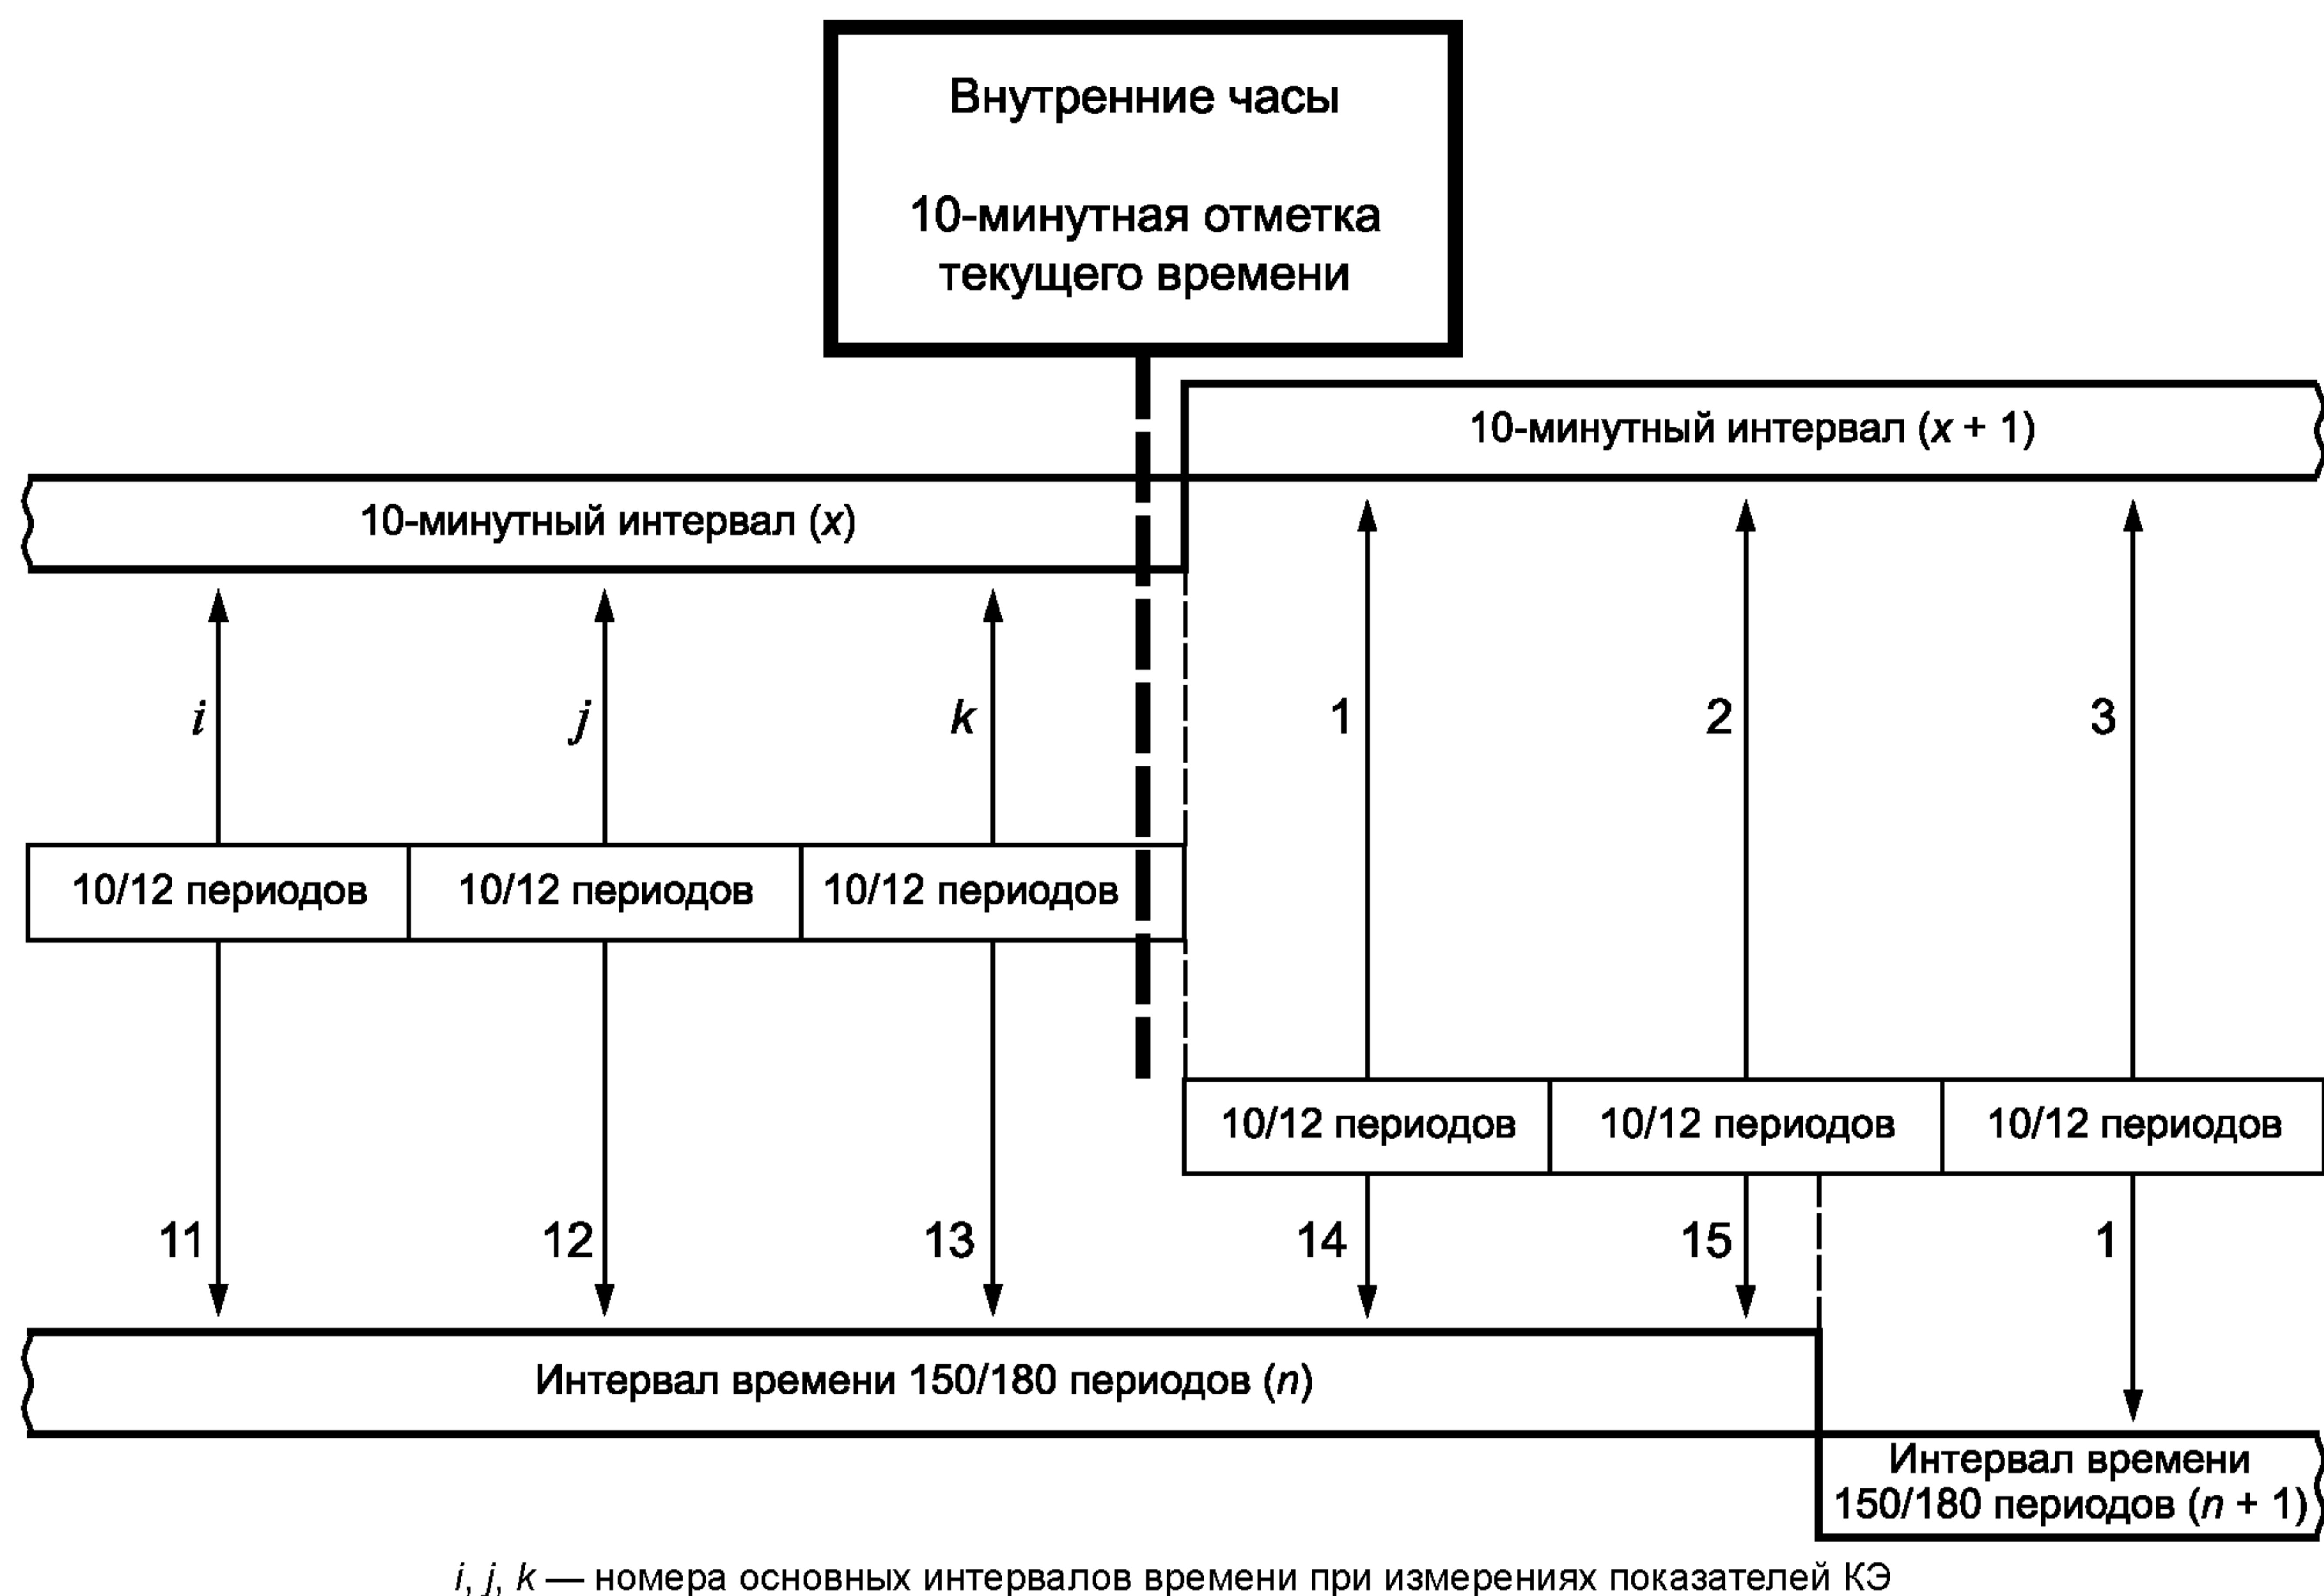 Внутренние часы
10-минутная отметка
текущего времени
10-минутный интервал (x + 1)
10-минутный интервал (x)
i
j
k
1
2
3
10/12 периодов
10/12 периодов
10/12 периодов
10/12 периодов
10/12 периодов
10/12 периодов
11
12
13
14
15
1
Интервал времени 150/180 периодов (n)
Интервал времени
150/180 периодов (n + 1)
i, j, k — номера основных интервалов времени при измерениях показателей КЭ